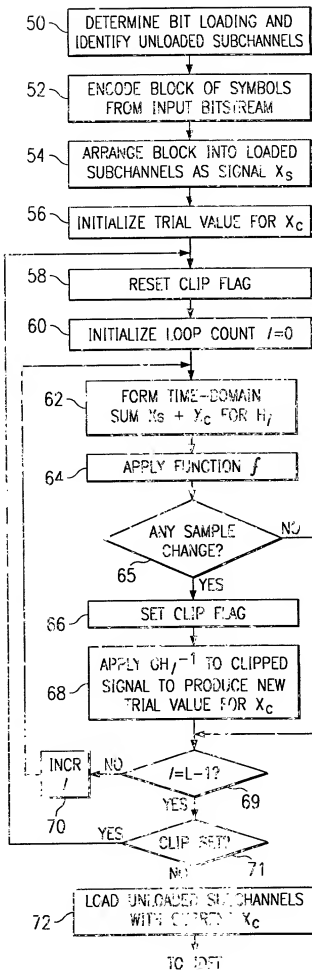 50
DETERMINE BIT LOADING AND
IDENTIFY UNLOADED SUBCHANNELS
52
ENCODE BLOCK OF SYMBOLS
FROM INPUT BITSTREAM
54
ARRANGE BLOCK INTO LOADED
SUBCHANNELS AS SIGNAL XS
56
INITIALIZE TRIAL VALUE FOR XC
58
RESET CLIP FLAG
60
INITIALIZE LOOP COUNT l=0
62
FORM TIME-DOMAIN
SUM XS + XC FOR Hl
64
APPLY FUNCTION f
ANY SAMPLE
CHANGE?
NO
65
YES
66
SET CLIP FLAG
68
APPLY GHl-1 TO CLIPPED
SIGNAL TO PRODUCE NEW
TRIAL VALUE FOR XC
INCR
l
NO
l=L-1?
70
69
YES
YES
CLIP SET?
71
NO
72
LOAD UNLOADED SUBCHANNELS
WITH CURRENT XC
TO IDFT